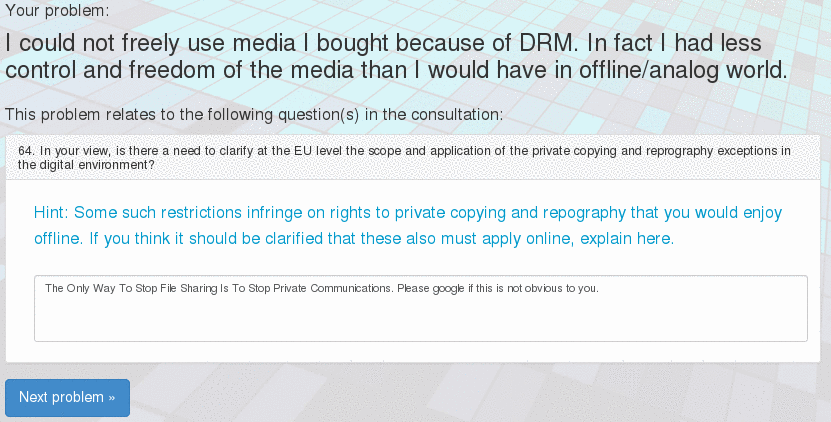 Your problem:
I could not freely use media I bought because of DRM. In fact I had less
control and freedom of the media than I would have in offline/analog world.
This problem relates to the following question(s) in the consultation:
64. In your view, is there a need to clarify at the EU level the scope and application of the private copying and reprography exceptions in
the digital environment?
Hint: Some such restrictions infringe on rights to private copying and repography that you would enjoy
offline. If you think it should be clarified that these also must apply online, explain here.
The Only Way To Stop File Sharing Is To Stop Private Communications. Please google if this is not obvious to you.
Next problem »